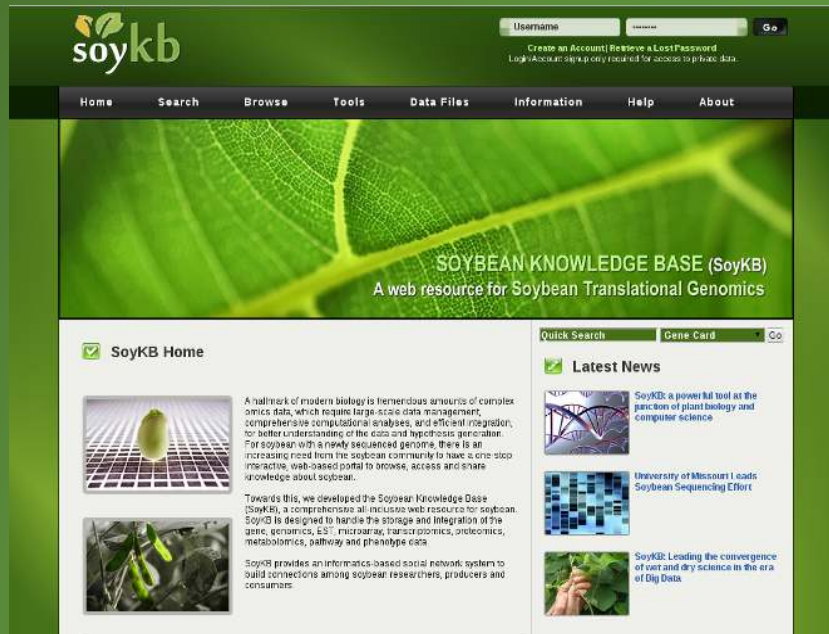 soykb
Username
Go
Create an Account| Retrieve a Lost Password
Login/Account signup only required for access to private data.
Home Search Browse Tools Data Files Information Help About
SOYBEAN KNOWLEDGE BASE (SoyKB)
A web resource for Soybean Translational Genomics
Quick Search Gene Card Go
SoyKB Home
A hallmark of modern biology is tremendous amounts of complex
omics data, which require large-scale data management,
comprehensive computational analyses, and efficient integration,
for better understanding of the data and hypothesis generation.
For soybean with a newly sequenced genome, there is an
increasing need from the soybean community to have a one-stop
interactive, web-based portal to browse, access and share
knowledge about soybean.
Towards this, we developed the Soybean Knowledge Base
(SoyKB), a comprehensive all-inclusive web resource for soybean.
SoyKB is designed to handle the storage and integration of the
gene, genomics, EST, microarray, transcriptomics, proteomics,
metabolomics, pathway and phenotype data.
SoyKB provides an informatics-based social network system to
build connections among soybean researchers, producers and
consumers.
Latest News
SoyKB: a powerful tool at the
junction of plant biology and
computer science
University of Missouri Leads
Soybean Sequencing Effort
SoyKB: Leading the convergence
of wet and dry science in the era
of Big Data